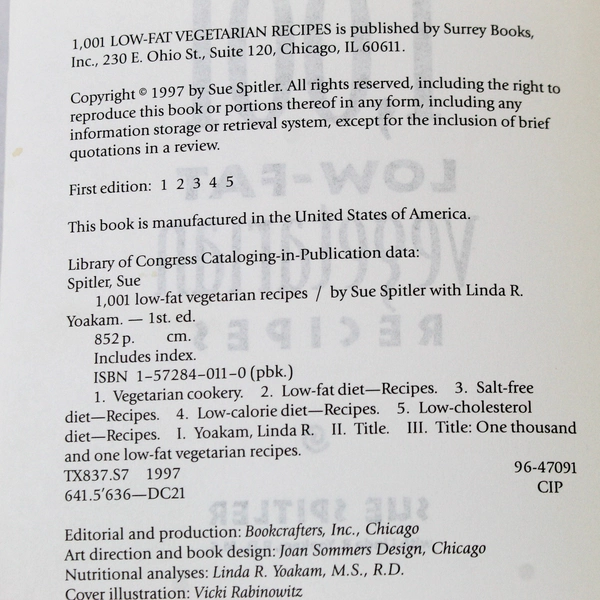 1,001 LOW-FAT VEGETARIAN RECIPES is published by Surrey Books,
Inc., 230 E. Ohio St., Suite 120, Chicago, IL 60611.
Copyright © 1997 by Sue Spitler. All rights reserved, including the right to
reproduce this book or portions thereof in any form, including any
information storage or retrieval system, except for the inclusion of brief
quotations in a review.
First edition: 1 2 3 4 5
This book is manufactured in the United States of America.
Library of Congress Cataloging-in-Publication data:
Spitler, Sue
1,001 low-fat vegetarian recipes / by Sue Spitler with Linda R.
Yoakam. — 1st. ed.
852 p. cm.
Includes index.
ISBN 1-57284-011-0 (pbk.)
1. Vegetarian cookery. 2. Low-fat diet—Recipes. 3. Salt-free
diet—Recipes. 4. Low-calorie diet—Recipes. 5. Low-cholesterol
diet—Recipes. I. Yoakam, Linda R. II. Title. III. Title: One thousand
and one low-fat vegetarian recipes.
TX837.S7 1997 96-47091
641.5'636—DC21 CIP
Editorial and production: Bookcrafters, Inc., Chicago
Art direction and book design: Joan Sommers Design, Chicago
Nutritional analyses: Linda R. Yoakam, M.S., R.D.
Cover illustration: Vicki Rabinowitz